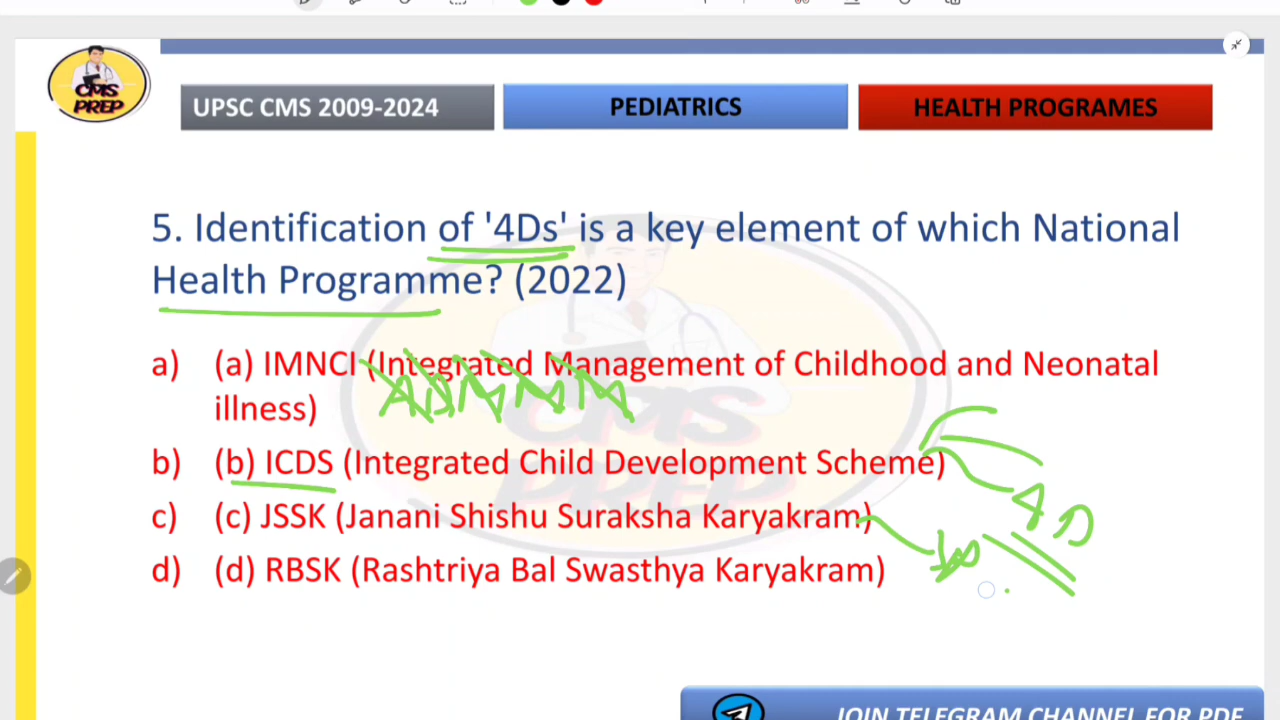 CMS
PREP
UPSC CMS 2009-2024
PEDIATRICS
HEALTH PROGRAMES
5. Identification of '4Ds' is a key element of which National
Health Programme? (2022)
a) (a) IMNCI (Integrated Management of Childhood and Neonatal
illness)
b) (b) ICDS (Integrated Child Development Scheme)
c) (c) JSSK (Janani Shishu Suraksha Karyakram)
4D
d) (d) RBSK (Rashtriya Bal Swasthya Karyakram)
CMS
PREP
JOIN TELEGRAM CHANNEL FOR PDF